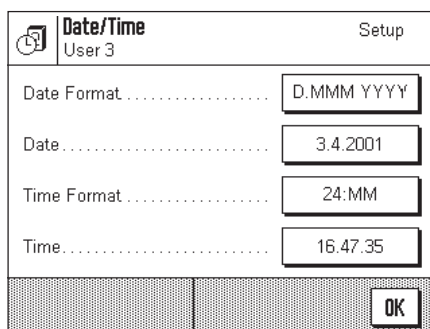 Date/Time Setup
User 3
Date Format................... D.MMM YYYY
Date........................... 3.4.2001
Time Format.................. 24:MM
Time........................... 16.47.35
OK